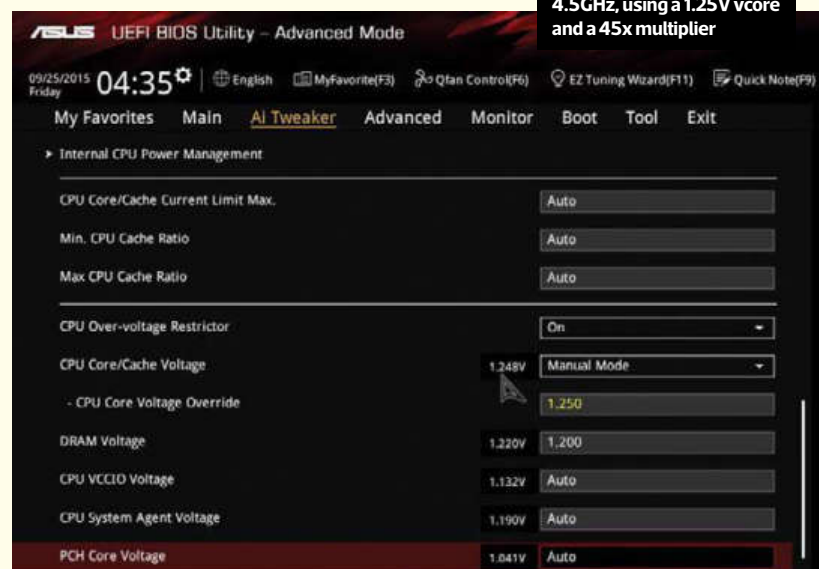 4.5GHz, using a 1.25V vcore
and a 45x multiplier
ASUS UEFI BIOS Utility – Advanced Mode
09/25/2015 Friday 04:35 English MyFavorite(F3) Qfan Control(F6) EZ Tuning Wizard(F11) Quick Note(F9)
My Favorites Main Ai Tweaker Advanced Monitor Boot Tool Exit
Internal CPU Power Management
CPU Core/Cache Current Limit Max. Auto
Min. CPU Cache Ratio Auto
Max CPU Cache Ratio Auto
CPU Over-voltage Restrictor On
CPU Core/Cache Voltage 1.248V Manual Mode
- CPU Core Voltage Override 1.250
DRAM Voltage 1.220V 1.200
CPU VCCIO Voltage 1.132V Auto
CPU System Agent Voltage 1.190V Auto
PCH Core Voltage 1.041V Auto